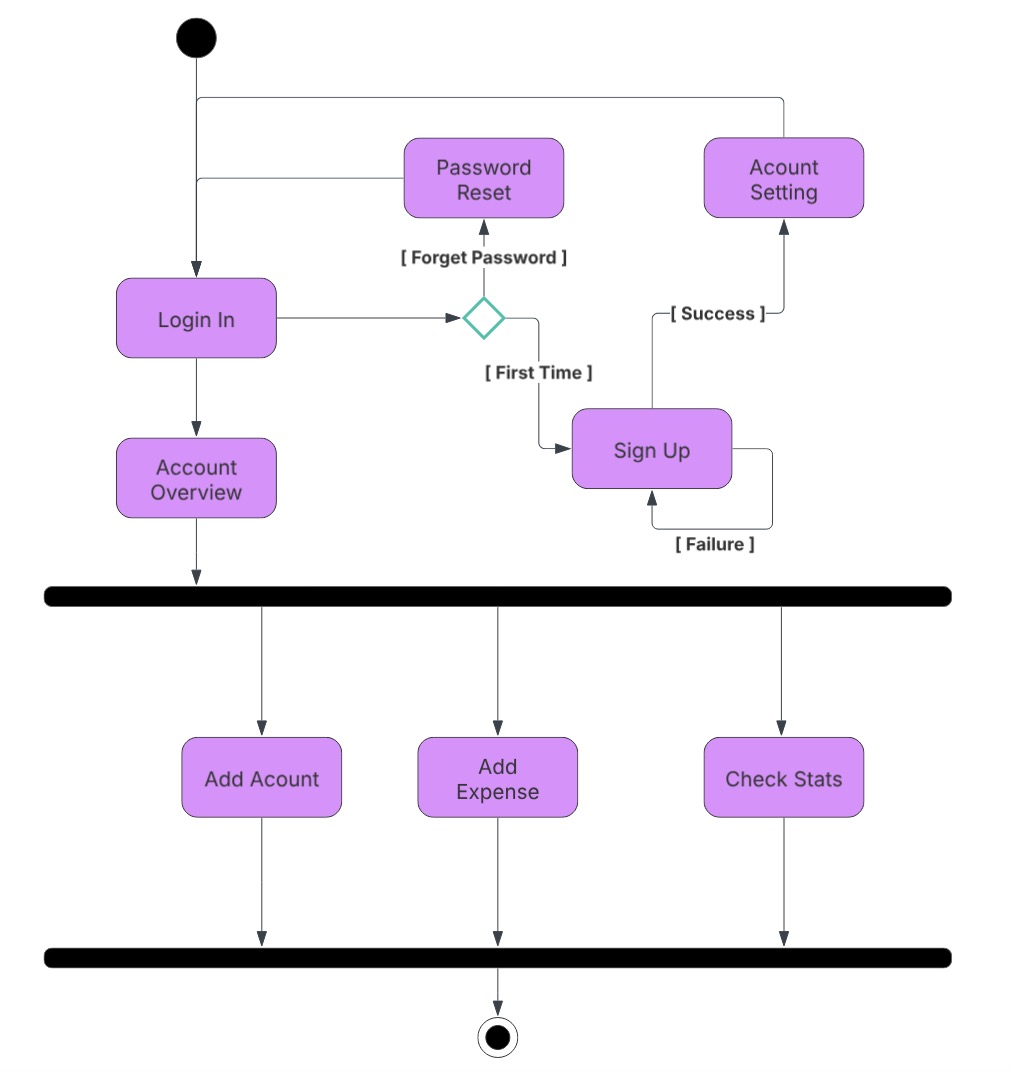 Password
Reset
Acount
Setting
[ Forget Password ]
Login In
[ Success ]
[ First Time ]
Sign Up
Account
Overview
[ Failure ]
Add Acount
Add
Expense
Check Stats